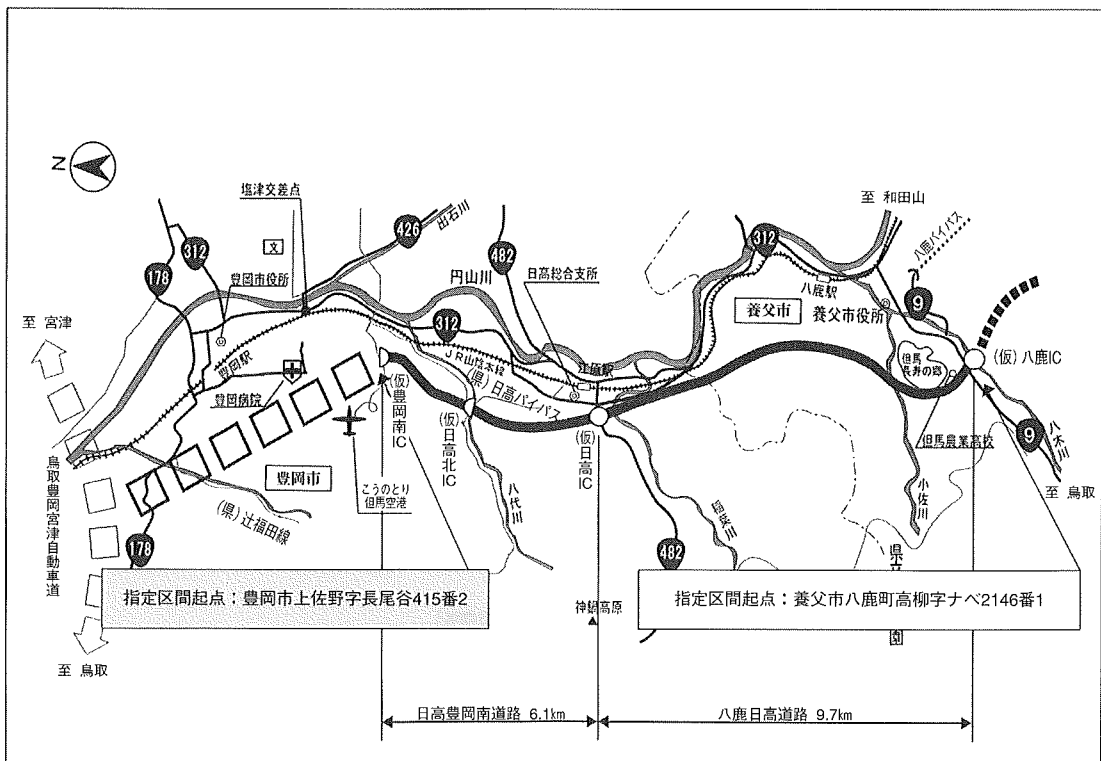 N
塩津交差点
文
426
出石川
312
178
豊岡市役所
至 宮津
豊岡駅
豊岡病院
482
円山川
日高総合支所
312
JR山陰本線
江原駅
(県)日高バイパス
至 和田山
312
八鹿バイパス
八鹿駅
養父市
養父市役所
9
但馬
長寿の郷
(仮)八鹿IC
但馬農業高校
9
八木川
至 鳥取
小佐川
(仮)豊岡南IC
(仮)日高北IC
(仮)日高IC
八代川
稲葉川
482
神鍋高原
豊岡市
こうのとり
但馬空港
(県)辻福田線
178
鳥取豊岡宮津自動車道
至 鳥取
指定区間起点：豊岡市上佐野字長尾谷415番2
指定区間起点：養父市八鹿町高柳字ナベ2146番1
県
園
日高豊岡南道路 6.1km
八鹿日高道路 9.7km